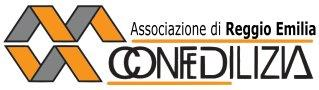 Associazione di Reggio Emilia
CONFEDILIZIA